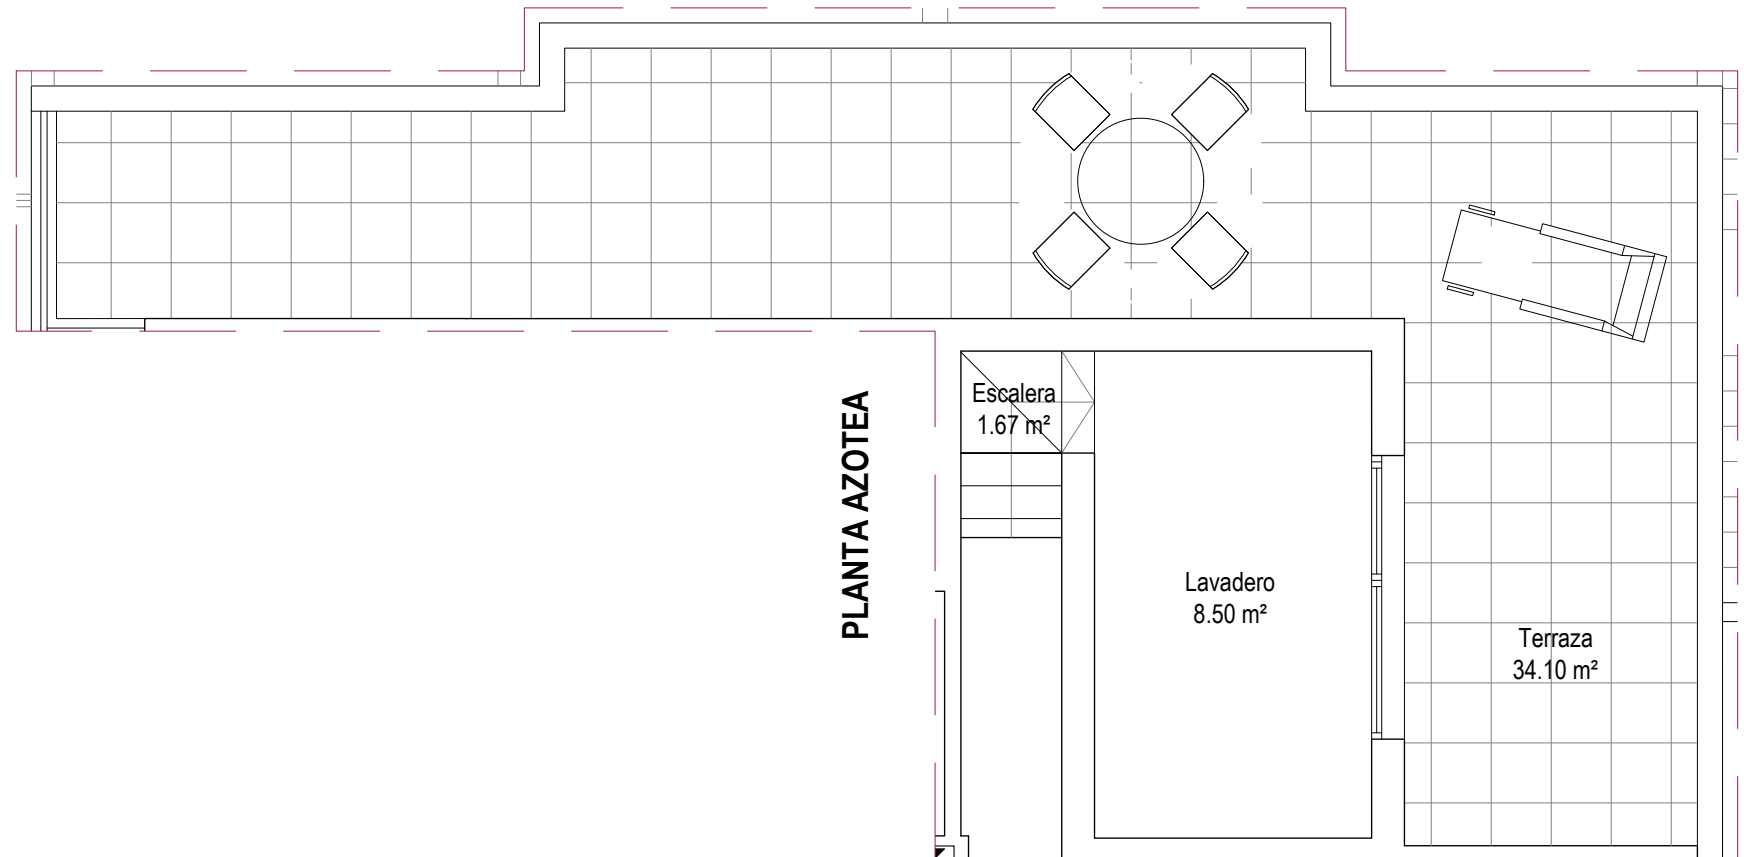 Escalera
1.67 m²
PLANTA AZOTEA
Lavadero
8.50 m²
Terraza
34.10 m²